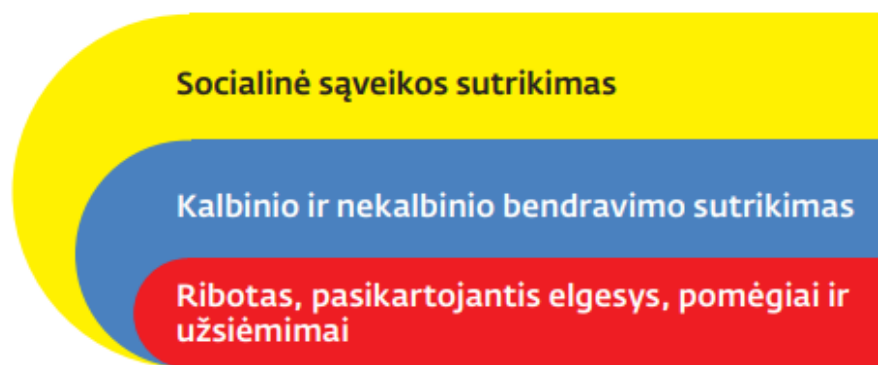 Socialinė sąveikos sutrikimas
Kalbinio ir nekalbinio bendravimo sutrikimas
Ribotas, pasikartojantis elgesys, pomėgiai ir
užsiėmimai